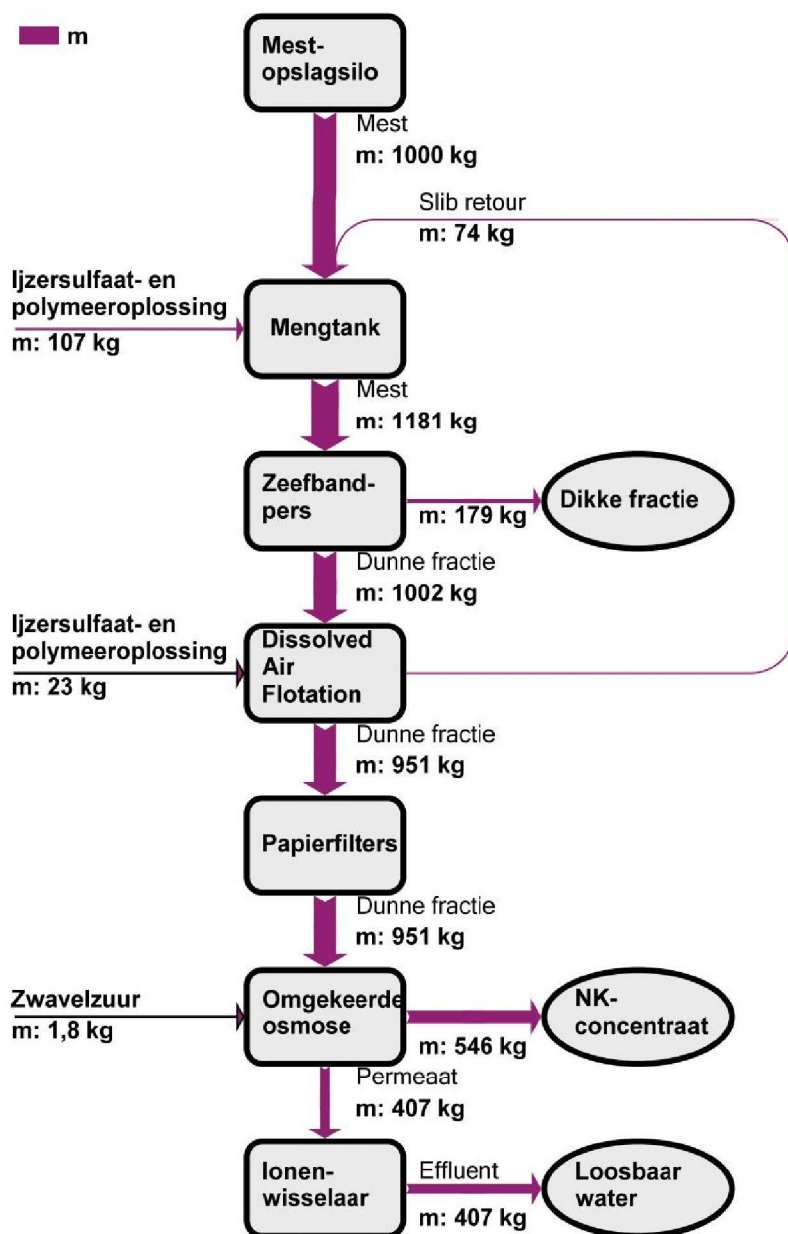 m
Mest-
opslagsilo
Mest
m: 1000 kg
Slib retour
m: 74 kg
Ijzersulfaat- en
polymeeroplossing
m: 107 kg
Mengtank
Mest
m: 1181 kg
Zeefband-
pers
m: 179 kg
Dikke fractie
Dunne fractie
m: 1002 kg
Ijzersulfaat- en
polymeeroplossing
m: 23 kg
Dissolved
Air
Flotation
Dunne fractie
m: 951 kg
Papierfilters
Dunne fractie
m: 951 kg
Zwavelzuur
m: 1,8 kg
Omgekeerde
osmose
m: 546 kg
NK-
concentraat
Permeaat
m: 407 kg
Ionen-
wisselaar
Effluent
m: 407 kg
Loosbaar
water